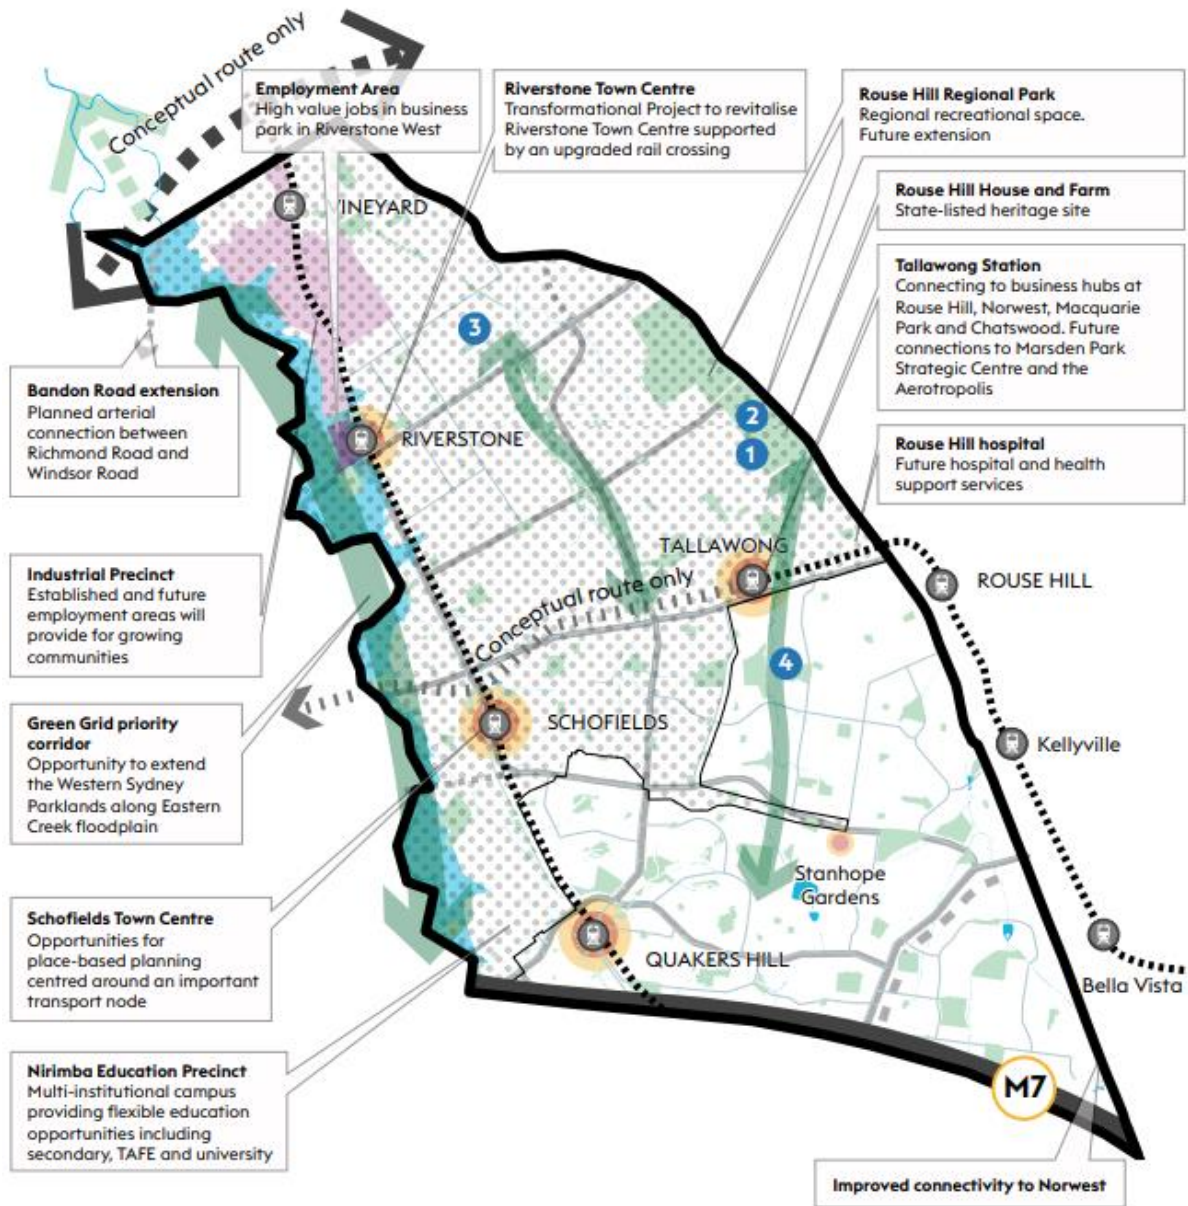 Conceptual route only
Employment Area
High value jobs in business
park in Riverstone West
Riverstone Town Centre
Transformational Project to revitalise
Riverstone Town Centre supported
by an upgraded rail crossing
Rouse Hill Regional Park
Regional recreational space.
Future extension
Rouse Hill House and Farm
State-listed heritage site
Tallawong Station
Connecting to business hubs at
Rouse Hill, Norwest, Macquarie
Park and Chatswood. Future
connections to Marsden Park
Strategic Centre and the
Aerotropolis
Rouse Hill hospital
Future hospital and health
support services
VINEYARD
3
2
1
Bandon Road extension
Planned arterial
connection between
Richmond Road and
Windsor Road
RIVERSTONE
TALLAWONG
ROUSE HILL
Conceptual route only
4
Industrial Precinct
Established and future
employment areas will
provide for growing
communities
SCHOFIELDS
Kellyville
Green Grid priority
corridor
Opportunity to extend
the Western Sydney
Parklands along Eastern
Creek floodplain
Stanhope
Gardens
Schofields Town Centre
Opportunities for
place-based planning
centred around an important
transport node
QUAKERS HILL
Bella Vista
Nirimba Education Precinct
Multi-institutional campus
providing flexible education
opportunities including
secondary, TAFE and university
M7
Improved connectivity to Norwest